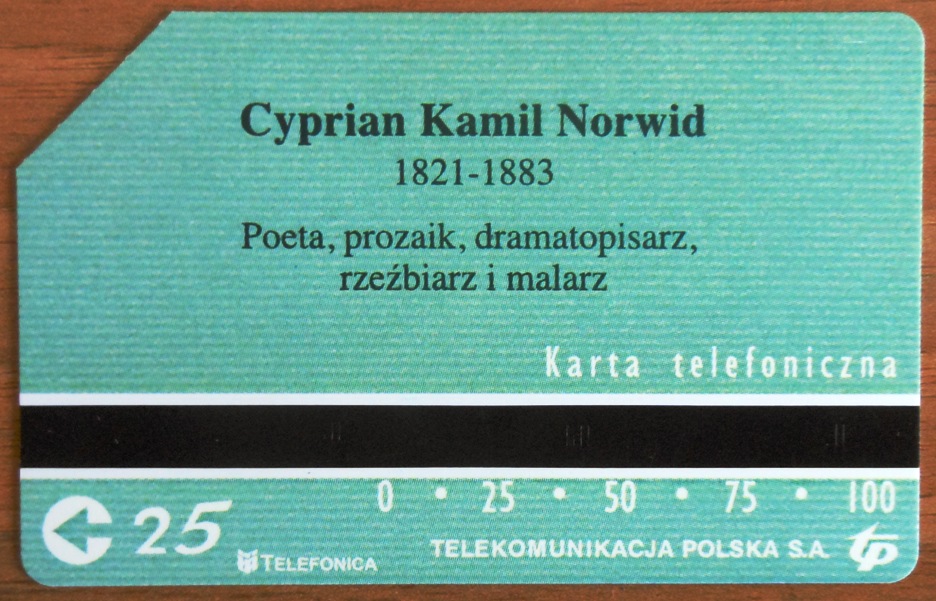 Cyprian Kamil Norwid
1821-1883
Poeta, prozaik, dramatopisarz,
rzeźbiarz i malarz
Karta telefoniczna
0 • 25 • 50 • 75 • 100
25
TELEFONICA
TELEKOMUNIKACJA POLSKA S.A. tp